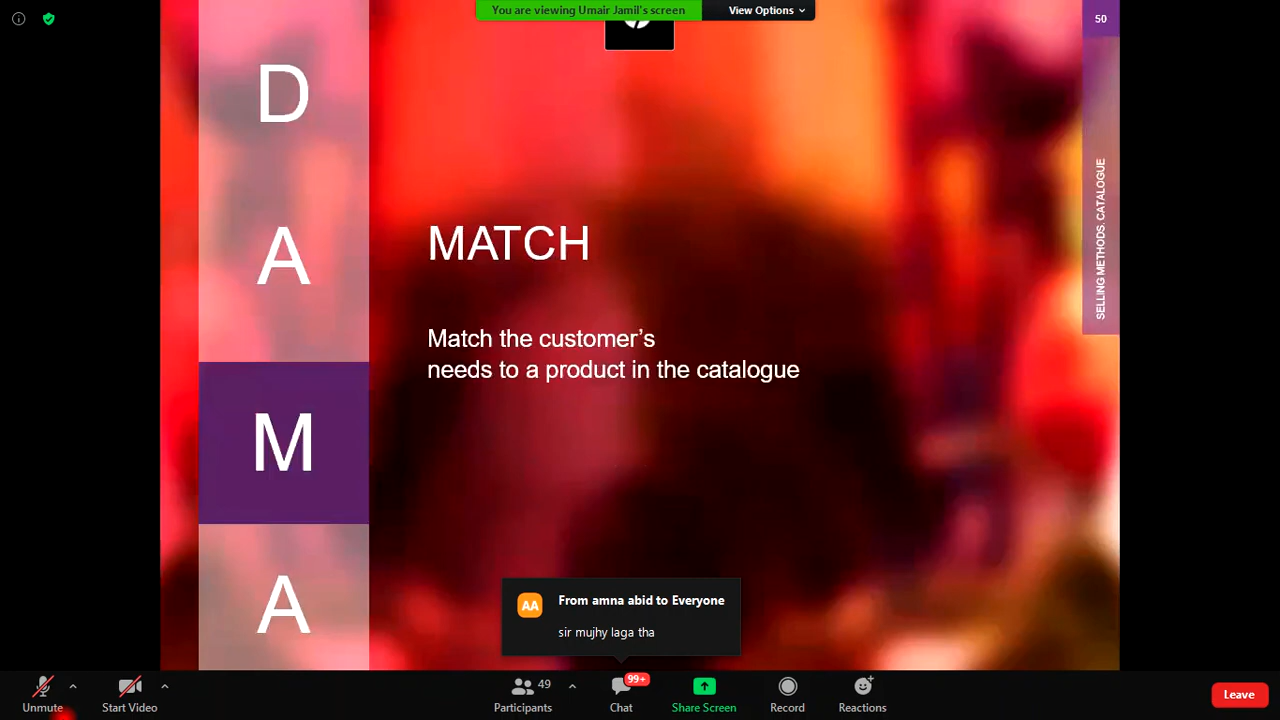 You are viewing Umair Jamil's screen
View Options
50
D
A
M
A
MATCH
Match the customer’s
needs to a product in the catalogue
SELLING METHODS. CATALOGUE
AA
From amna abid to Everyone
sir mujhy laga tha
Unmute
Start Video
49
Participants
99+
Chat
Share Screen
Record
Reactions
Leave